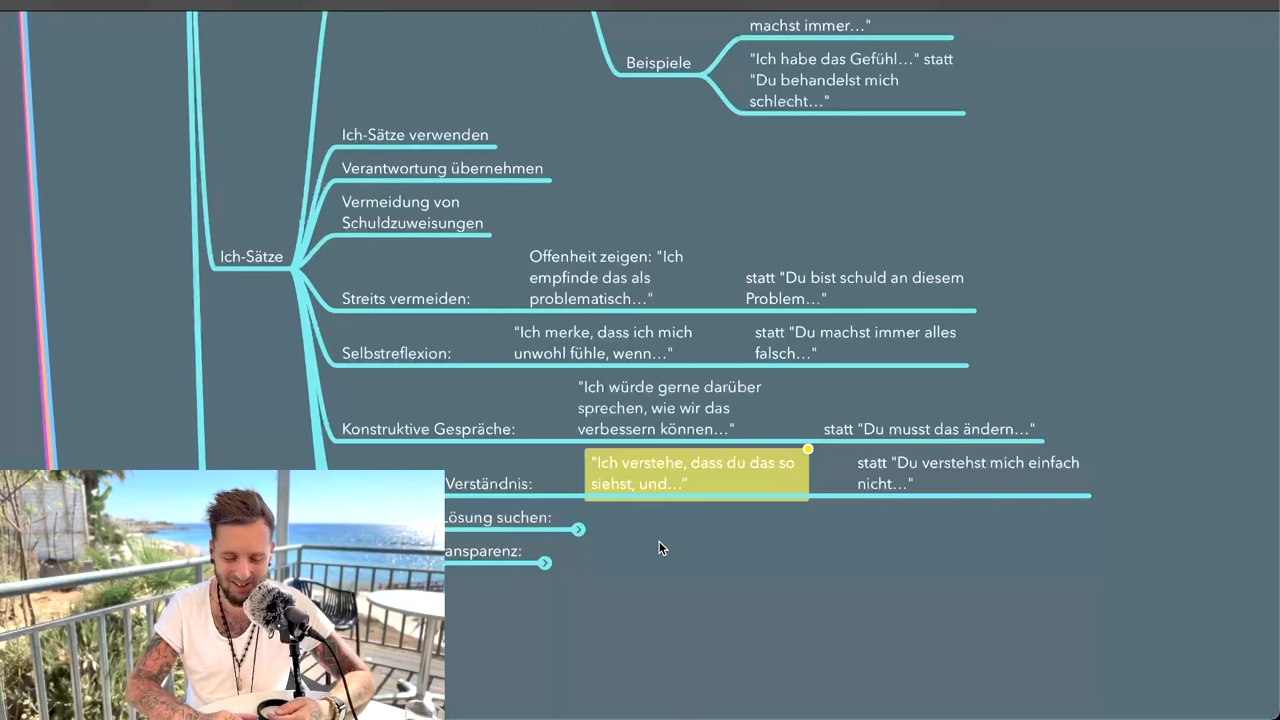 machst immer…"
Beispiele
"Ich habe das Gefühl…" statt
"Du behandelst mich
schlecht…"
Ich-Sätze
Ich-Sätze verwenden
Verantwortung übernehmen
Vermeidung von
Schuldzuweisungen
Streits vermeiden:
Offenheit zeigen: "Ich
empfinde das als
problematisch…"
statt "Du bist schuld an diesem
Problem…"
Selbstreflexion:
"Ich merke, dass ich mich
unwohl fühle, wenn…"
statt "Du machst immer alles
falsch…"
Konstruktive Gespräche:
"Ich würde gerne darüber
sprechen, wie wir das
verbessern können…"
statt "Du musst das ändern…"
Verständnis:
"Ich verstehe, dass du das so
siehst, und…"
statt "Du verstehst mich einfach
nicht…"
Lösung suchen:
ansparenz: